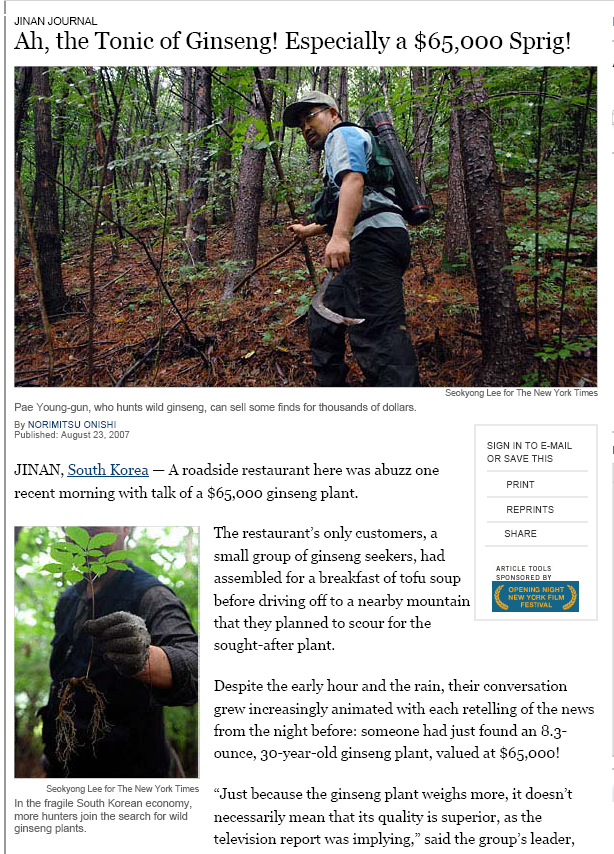 JINAN JOURNAL
Ah, the Tonic of Ginseng! Especially a $65,000 Sprig!
Seokyong Lee for The New York Times
Pae Young-gun, who hunts wild ginseng, can sell some finds for thousands of dollars.
By NORIMITSU ONISHI
Published: August 23, 2007
SIGN IN TO E-MAIL
OR SAVE THIS
PRINT
REPRINTS
SHARE
ARTICLE TOOLS
SPONSORED BY
OPENING NIGHT
NEW YORK FILM
FESTIVAL
JINAN, South Korea — A roadside restaurant here was abuzz one
recent morning with talk of a $65,000 ginseng plant.
Seokyong Lee for The New York Times
In the fragile South Korean economy,
more hunters join the search for wild
ginseng plants.
The restaurant’s only customers, a
small group of ginseng seekers, had
assembled for a breakfast of tofu soup
before driving off to a nearby mountain
that they planned to scour for the
sought-after plant.
Despite the early hour and the rain, their conversation
grew increasingly animated with each retelling of the news
from the night before: someone had just found an 8.3-
ounce, 30-year-old ginseng plant, valued at $65,000!
“Just because the ginseng plant weighs more, it doesn’t
necessarily mean that its quality is superior, as the
television report was implying,” said the group’s leader,